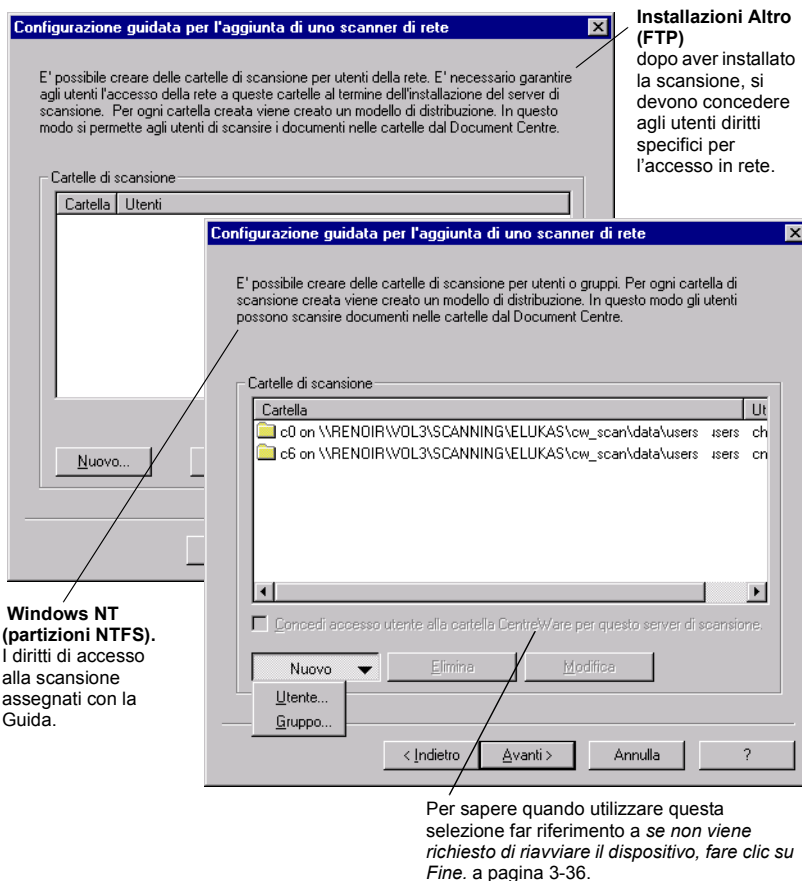 Configurazione guidata per l'aggiunta di uno scanner di rete
E' possibile creare delle cartelle di scansione per utenti della rete. E' necessario garantire
agli utenti l'accesso della rete a queste cartelle al termine dell'installazione del server di
scansione. Per ogni cartella creata viene creato un modello di distribuzione. In questo
modo si permette agli utenti di scansire i documenti nelle cartelle dal Document Centre.
Cartelle di scansione
Cartella Utenti
Nuovo...
Installazioni Altro
(FTP)
dopo aver installato
la scansione, si
devono concedere
agli utenti diritti
specifici per
l'accesso in rete.
Configurazione guidata per l'aggiunta di uno scanner di rete
E' possibile creare delle cartelle di scansione per utenti o gruppi. Per ogni cartella di
scansione creata viene creato un modello di distribuzione. In questo modo gli utenti
possono scansire documenti nelle cartelle dal Document Centre.
Cartelle di scansione
Cartella Ut
c0 on \\RENOIR\VOL3\SCANNING\ELUKAS\cw_scan\data\users ısers ch
c6 on \\RENOIR\VOL3\SCANNING\ELUKAS\cw_scan\data\users ısers cn
Concedi accesso utente alla cartella CentreWare per questo server di scansione.
Nuovo Elimina Modifica
Utente...
Gruppo...
< Indietro Avanti > Annulla ?
Windows NT
(partizioni NTFS).
I diritti di accesso
alla scansione
assegnati con la
Guida.
Per sapere quando utilizzare questa
selezione far riferimento a se non viene
richiesto di riavviare il dispositivo, fare clic su
Fine. a pagina 3-36.